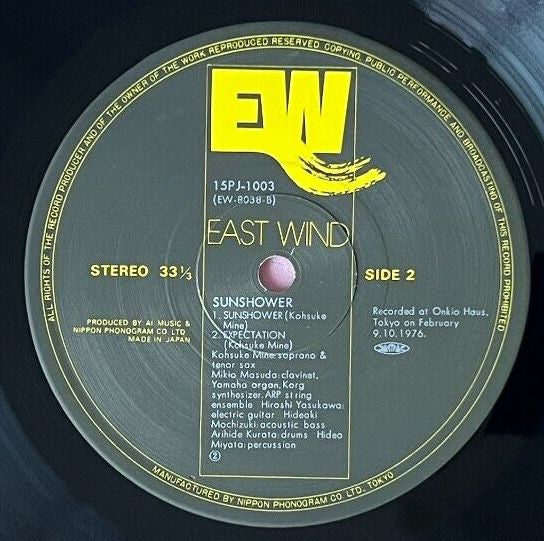 ALL RIGHTS OF THE RECORD PRODUCER AND OF THE OWNER OF THE WORK REPRODUCED RESERVED. COPYING, PUBLIC PERFORMANCE AND BROADCASTING OF THIS RECORD PROHIBITED
EW
15PJ-1003
(EW-8038-B)
EAST WIND
STEREO 33 1/3
SIDE 2
SUNSHOWER
1. SUNSHOWER (Kohsuke
Mine)
2. EXPECTATION
(Kohsuke Mine)
Kohsuke Mine:soprano &
tenor sax
Mikio Masuda:clavinet,
Yamaha organ,Korg
synthesizer,ARP string
ensemble Hiroshi Yasukawa:
electric guitar Hideaki
Mochizuki:acoustic bass
Arihide Kurata:drums Hideo
Miyata:percussion
②
PRODUCED BY AI MUSIC &
NIPPON PHONOGRAM CO. LTD.
MADE IN JAPAN
Recorded at Onkio Haus,
Tokyo on February
9.10.1976.
MANUFACTURED BY NIPPON PHONOGRAM CO. LTD., TOKYO